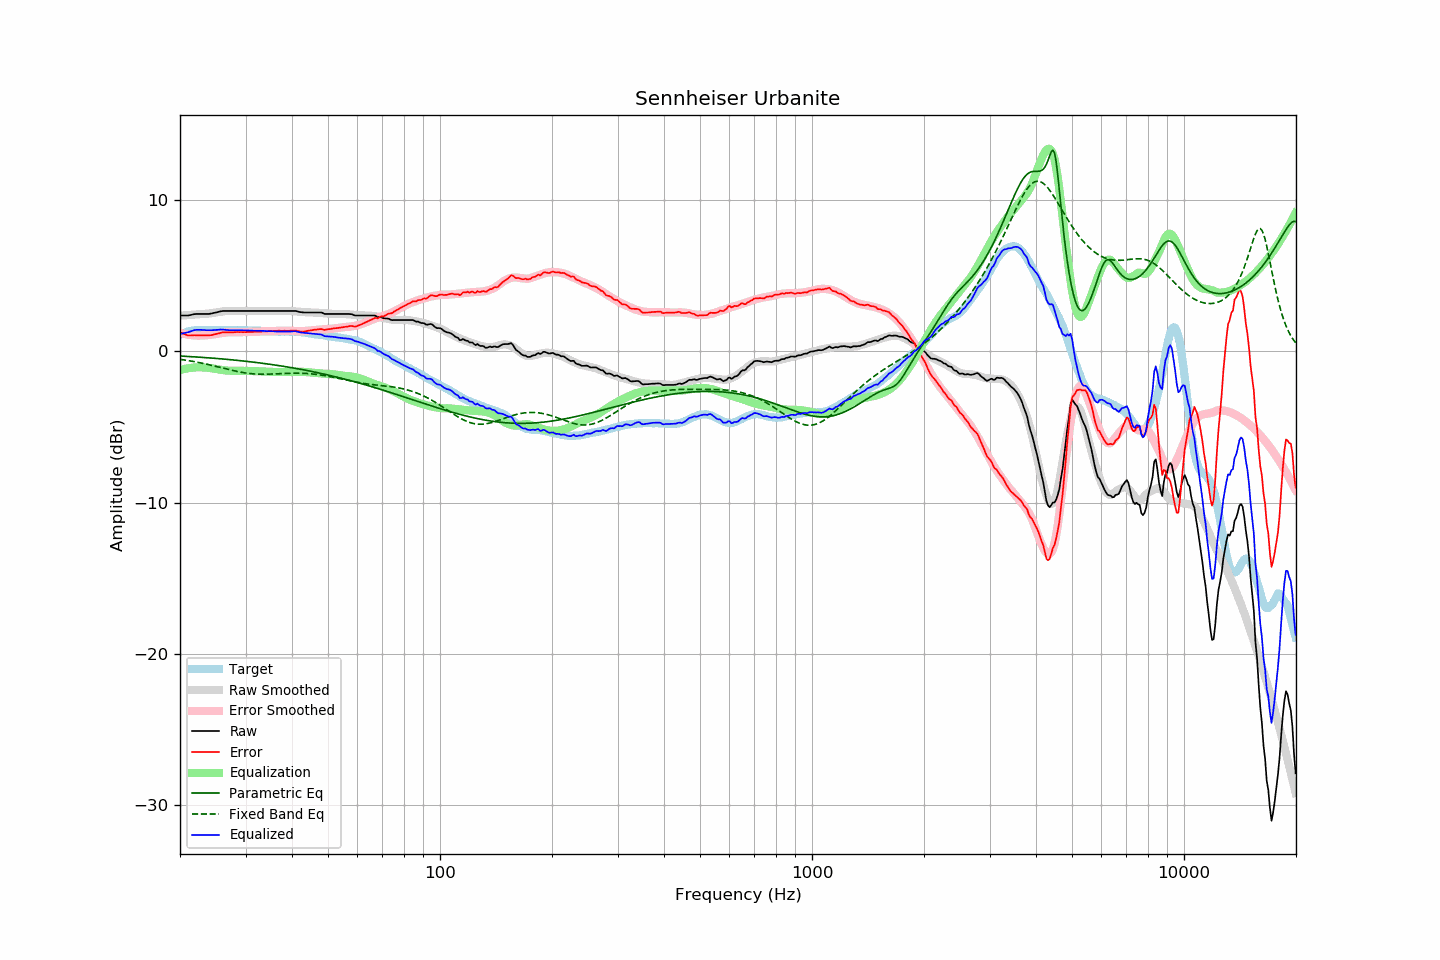 Sennheiser Urbanite
Amplitude (dBr)
10
0
−10
−20
−30
Target
Raw Smoothed
Error Smoothed
Raw
Error
Equalization
Parametric Eq
Fixed Band Eq
Equalized
100
1000
10000
Frequency (Hz)